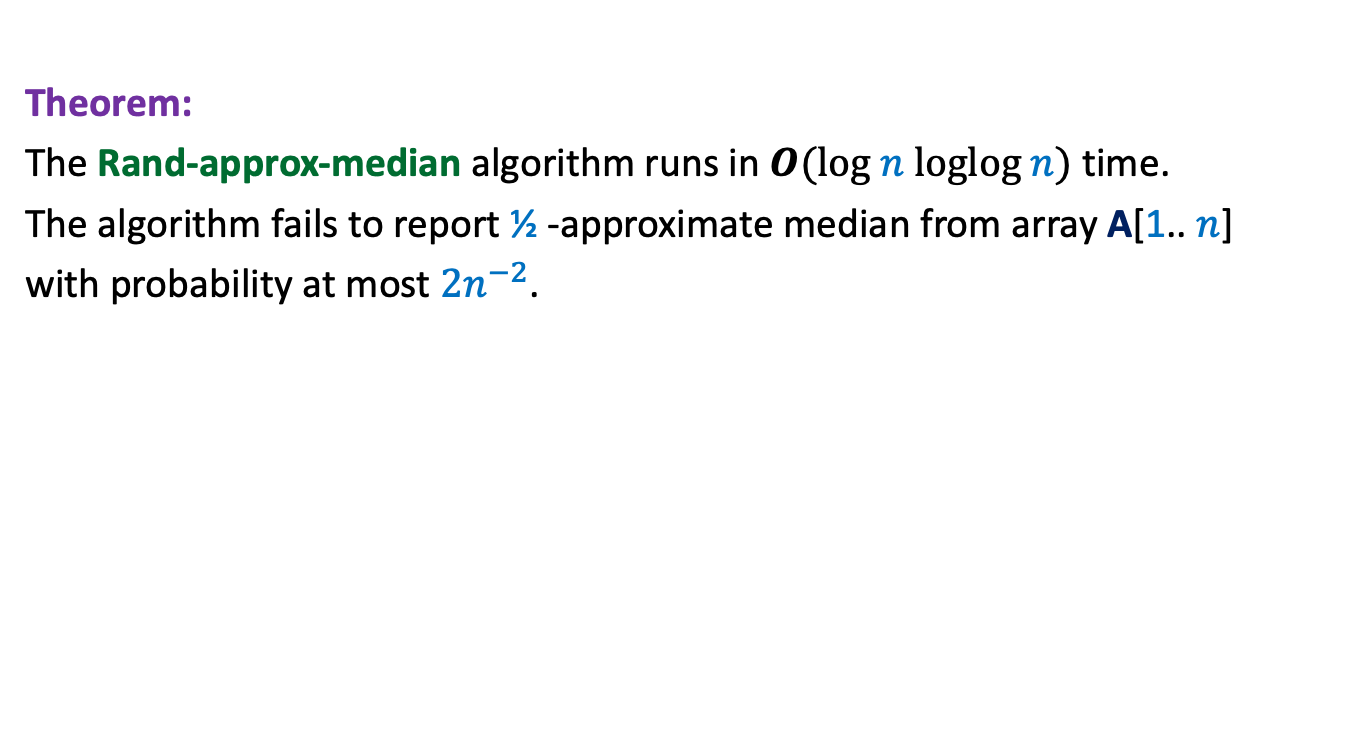 Theorem:
The Rand-approx-median algorithm runs in O(log n loglog n) time.
The algorithm fails to report ½ -approximate median from array A[1.. n]
with probability at most 2n⁻².